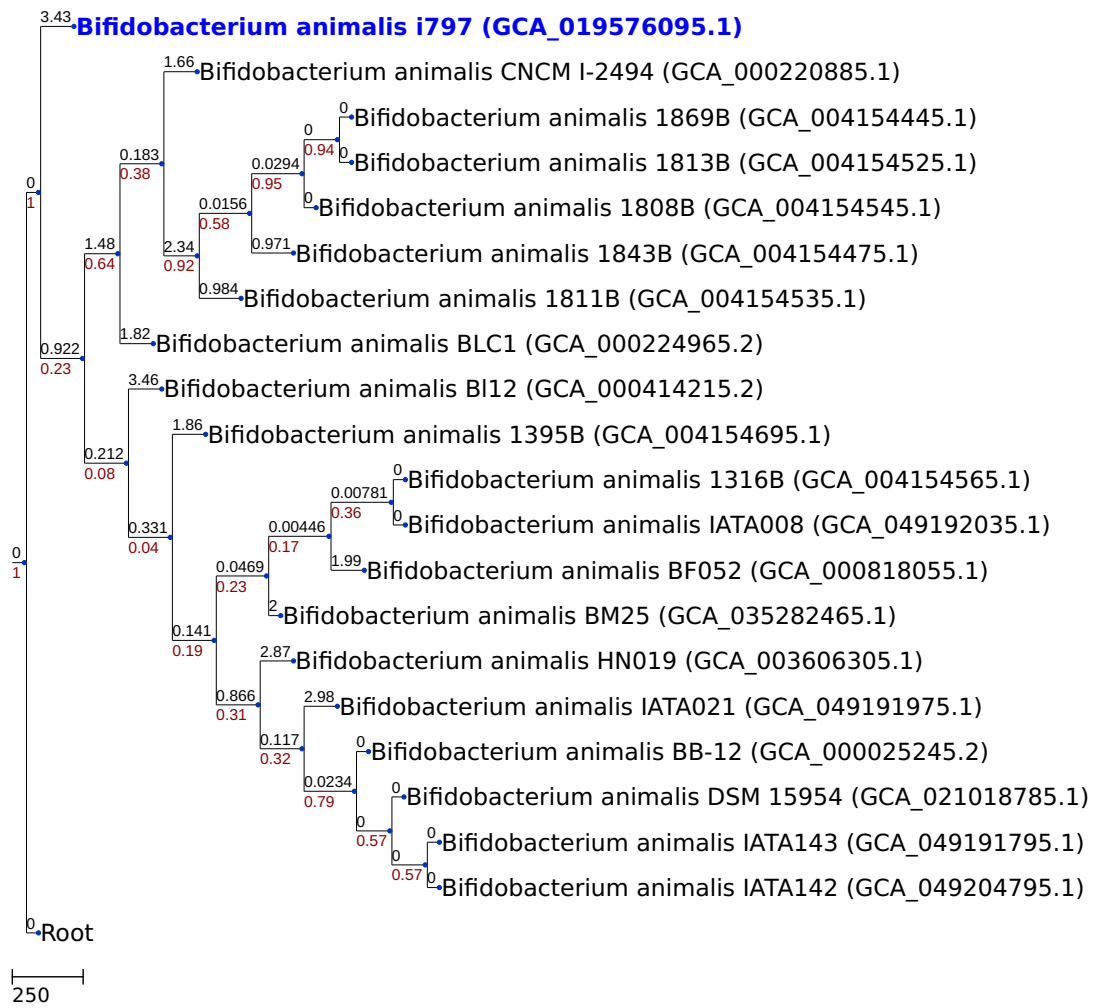 3.43
Bifidobacterium animalis i797 (GCA_019576095.1)
1.66
Bifidobacterium animalis CNCM I-2494 (GCA_000220885.1)
0
Bifidobacterium animalis 1869B (GCA_004154445.1)
0
0.94
0
Bifidobacterium animalis 1813B (GCA_004154525.1)
0.183
0.38
0.0294
0.95
0
1
0
Bifidobacterium animalis 1808B (GCA_004154545.1)
0.0156
0.58
1.48
0.64
2.34
0.92
0.971
Bifidobacterium animalis 1843B (GCA_004154475.1)
0.984
Bifidobacterium animalis 1811B (GCA_004154535.1)
1.82
Bifidobacterium animalis BLC1 (GCA_000224965.2)
0.922
0.23
3.46
Bifidobacterium animalis Bl12 (GCA_000414215.2)
1.86
Bifidobacterium animalis 1395B (GCA_004154695.1)
0.212
0.08
0
Bifidobacterium animalis 1316B (GCA_004154565.1)
0.00781
0.36
0
Bifidobacterium animalis IATA008 (GCA_049192035.1)
0.331
0.04
0.00446
0.17
0
1
1.99
Bifidobacterium animalis BF052 (GCA_000818055.1)
0.0469
0.23
2
Bifidobacterium animalis BM25 (GCA_035282465.1)
0.141
0.19
2.87
Bifidobacterium animalis HN019 (GCA_003606305.1)
0.866
0.31
2.98
Bifidobacterium animalis IATA021 (GCA_049191975.1)
0.117
0.32
0
Bifidobacterium animalis BB-12 (GCA_000025245.2)
0.0234
0.79
0
Bifidobacterium animalis DSM 15954 (GCA_021018785.1)
0
0.57
0
Bifidobacterium animalis IATA143 (GCA_049191795.1)
0
0.57
0
Bifidobacterium animalis IATA142 (GCA_049204795.1)
0
Root
250